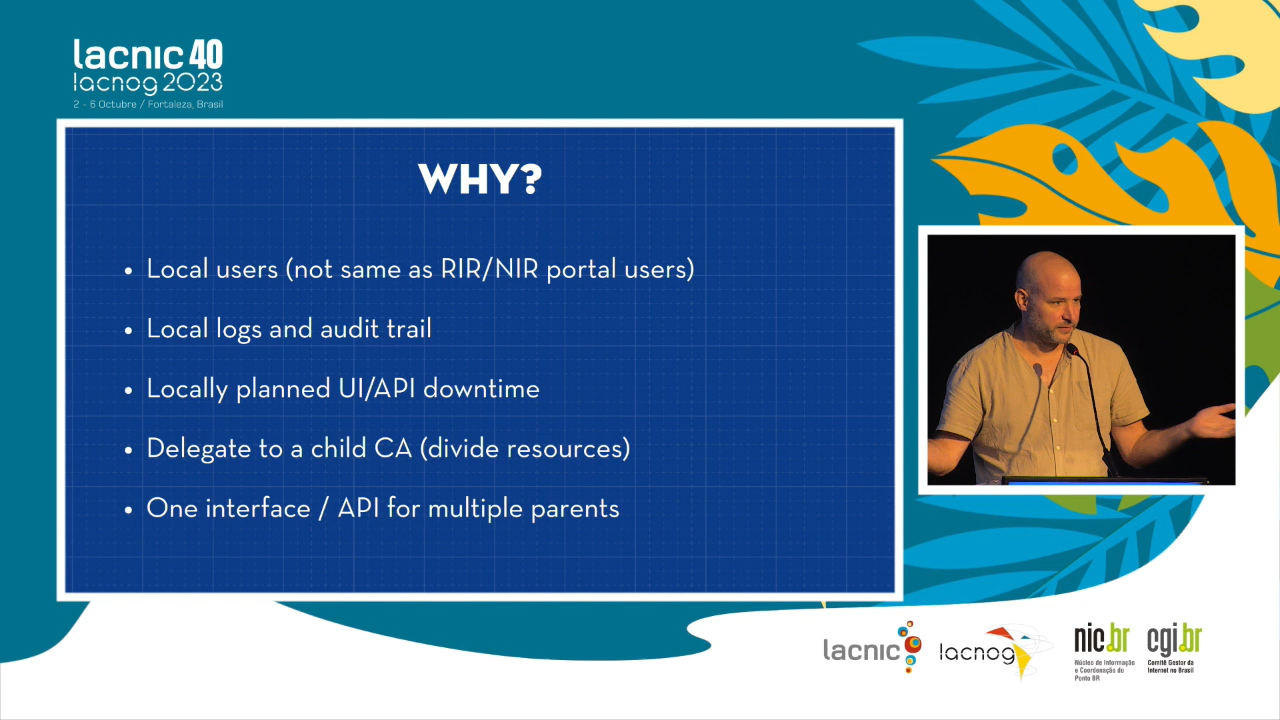 lacnic 40
lacnog 2023
2 - 6 Octubre / Fortaleza, Brasil
WHY?
• Local users (not same as RIR/NIR portal users)
• Local logs and audit trail
• Locally planned UI/API downtime
• Delegate to a child CA (divide resources)
• One interface / API for multiple parents
lacnic
lacnog
nic.br
Núcleo de Informação
e Coordenação do
Ponto BR
cgi.br
Comitê Gestor da
Internet no Brasil